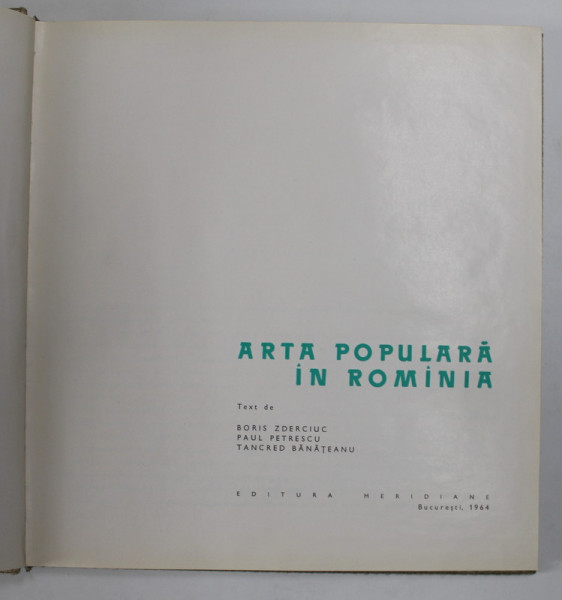 ARTA POPULARĂ
ÎN ROMÎNIA
Text de
BORIS ZDERCIUC
PAUL PETRESCU
TANCRED BĂNĂŢEANU
EDITURA MERIDIANE
Bucureşti, 1964